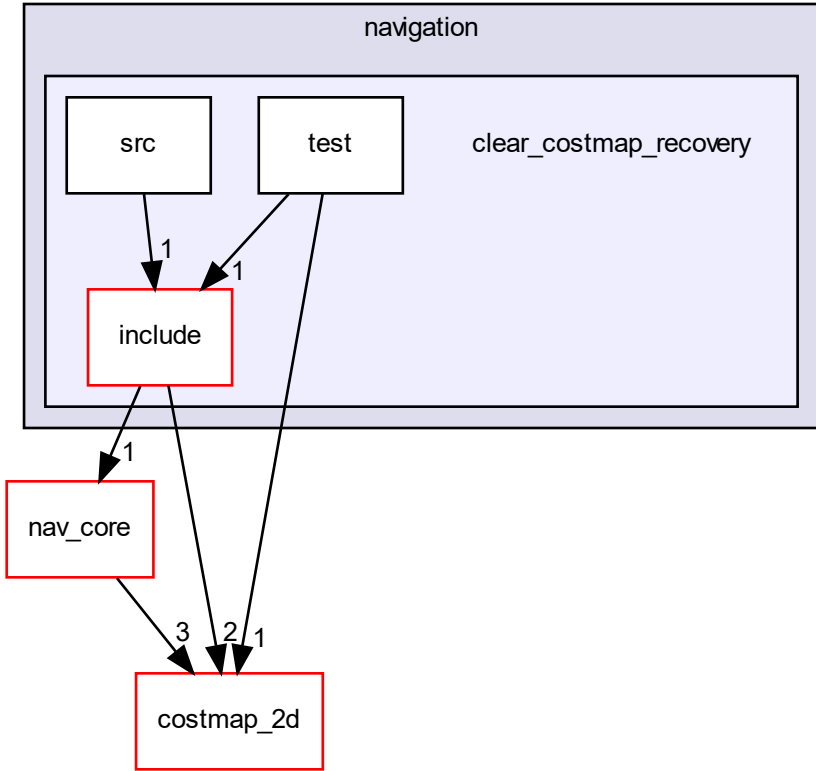 navigation
src
test
clear_costmap_recovery
1
1
include
1
nav_core
3
2
1
costmap_2d